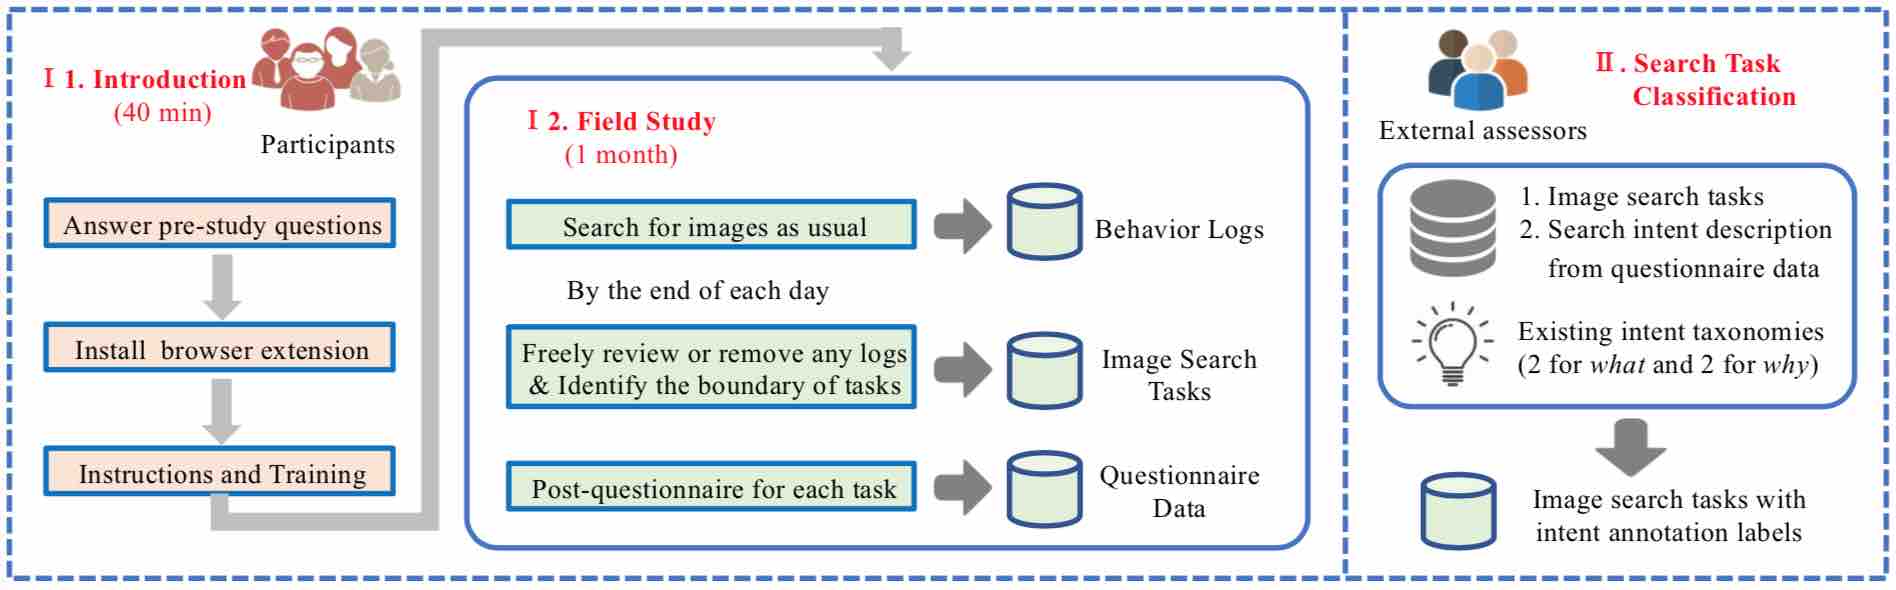 Ⅰ 1. Introduction
(40 min)
Participants
Answer pre-study questions
Install browser extension
Instructions and Training
Ⅰ 2. Field Study
(1 month)
Search for images as usual
Behavior Logs
By the end of each day
Freely review or remove any logs
& Identify the boundary of tasks
Image Search
Tasks
Post-questionnaire for each task
Questionnaire
Data
Ⅱ. Search Task
Classification
External assessors
1. Image search tasks
2. Search intent description
from questionnaire data
Existing intent taxonomies
(2 for what and 2 for why)
Image search tasks with
intent annotation labels